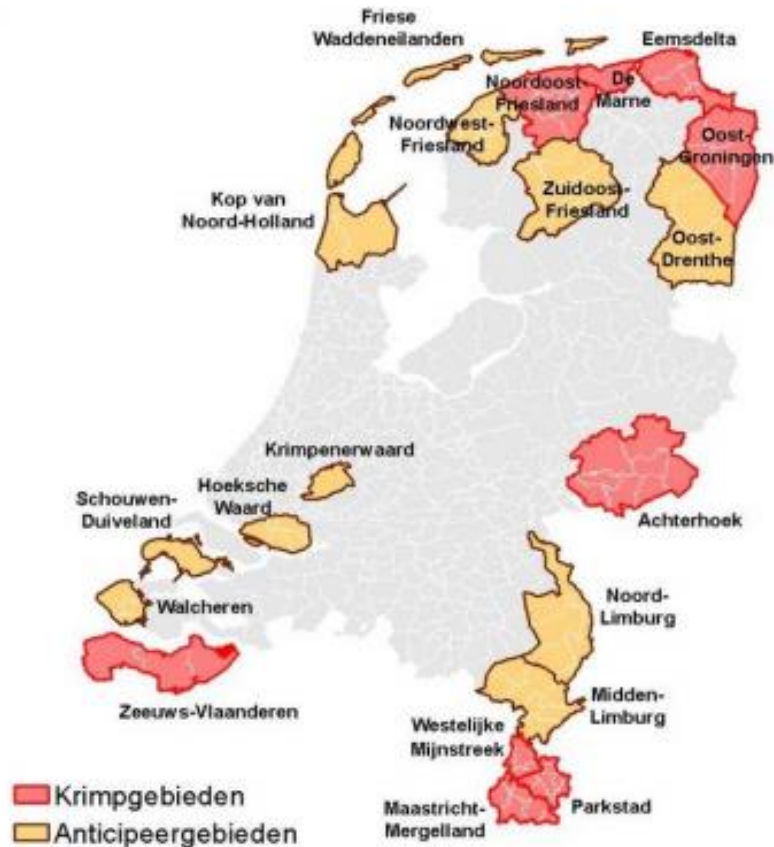 Friese
Waddeneilanden
Eemsdelta
Noordoost-
Friesland
De
Marne
Noordwest-
Friesland
Oost-
Groningen
Kop van
Noord-Holland
Zuidoost-
Friesland
Oost-
Drenthe
Krimpenerwaard
Hoeksche
Waard
Schouwen-
Duiveland
Achterhoek
Walcheren
Noord-
Limburg
Zeeuws-Vlaanderen
Midden-
Limburg
Westelijke
Mijnstreek
Maastricht-
Mergelland
Parkstad
Krimpgebieden
Anticipeergebieden